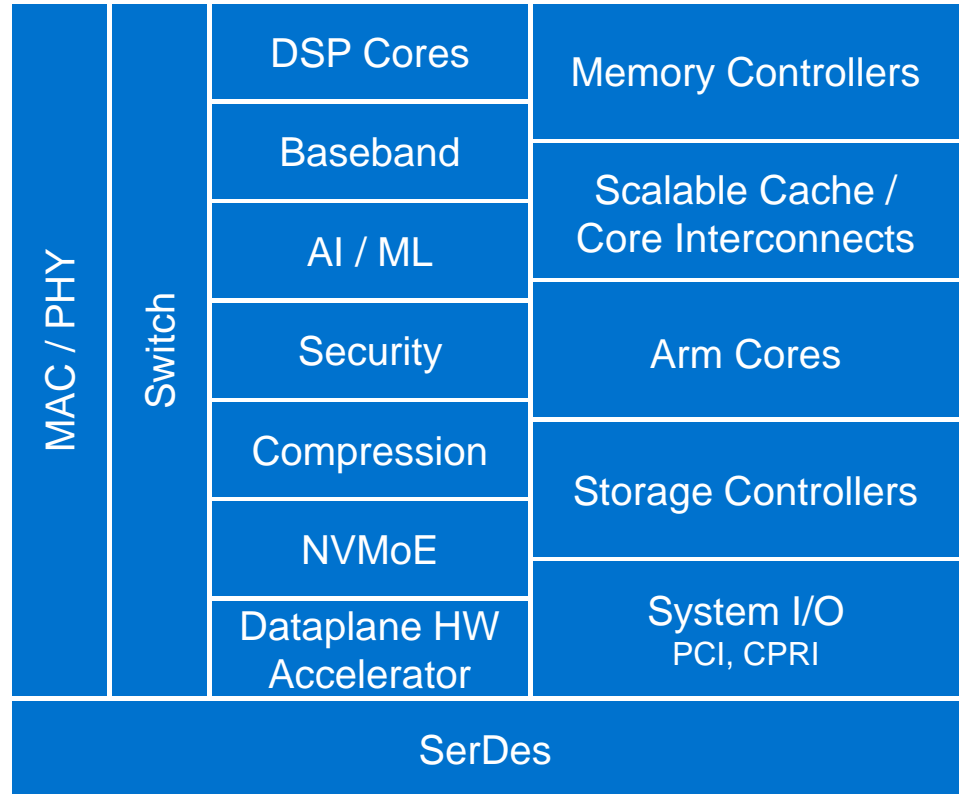 MAC / PHY
Switch
DSP Cores
Baseband
AI / ML
Security
Compression
NVMoE
Dataplane HW
Accelerator
Memory Controllers
Scalable Cache /
Core Interconnects
Arm Cores
Storage Controllers
System I/O
PCI, CPRI
SerDes